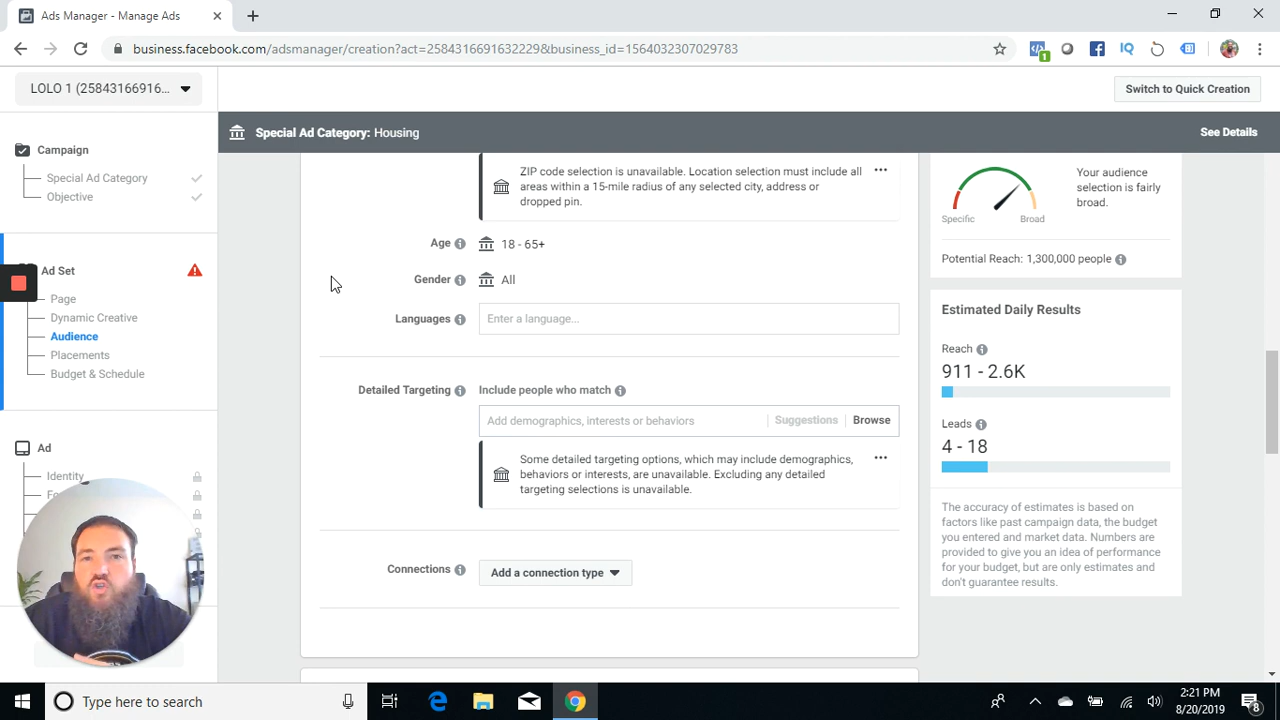 Ads Manager - Manage Ads
business.facebook.com/adsmanager/creation?act=2584316691632229&business_id=1564032307029783
1
IQ
LOLO 1 (25843166916...
Switch to Quick Creation
Special Ad Category: Housing
See Details
Campaign
Special Ad Category
Objective
Ad Set
Page
Dynamic Creative
Audience
Placements
Budget & Schedule
Ad
Identity
ZIP code selection is unavailable. Location selection must include all
areas within a 15-mile radius of any selected city, address or
dropped pin.
Age
18 - 65+
Gender
All
Languages
Enter a language...
Detailed Targeting
Include people who match
Add demographics, interests or behaviors
Suggestions
Browse
Some detailed targeting options, which may include demographics,
behaviors or interests, are unavailable. Excluding any detailed
targeting selections is unavailable.
Connections
Add a connection type
Specific
Broad
Your audience
selection is fairly
broad.
Potential Reach: 1,300,000 people
Estimated Daily Results
Reach
911 - 2.6K
Leads
4 - 18
The accuracy of estimates is based on
factors like past campaign data, the budget
you entered and market data. Numbers are
provided to give you an idea of performance
for your budget, but are only estimates and
don't guarantee results.
Type here to search
2:21 PM
8/20/2019
8